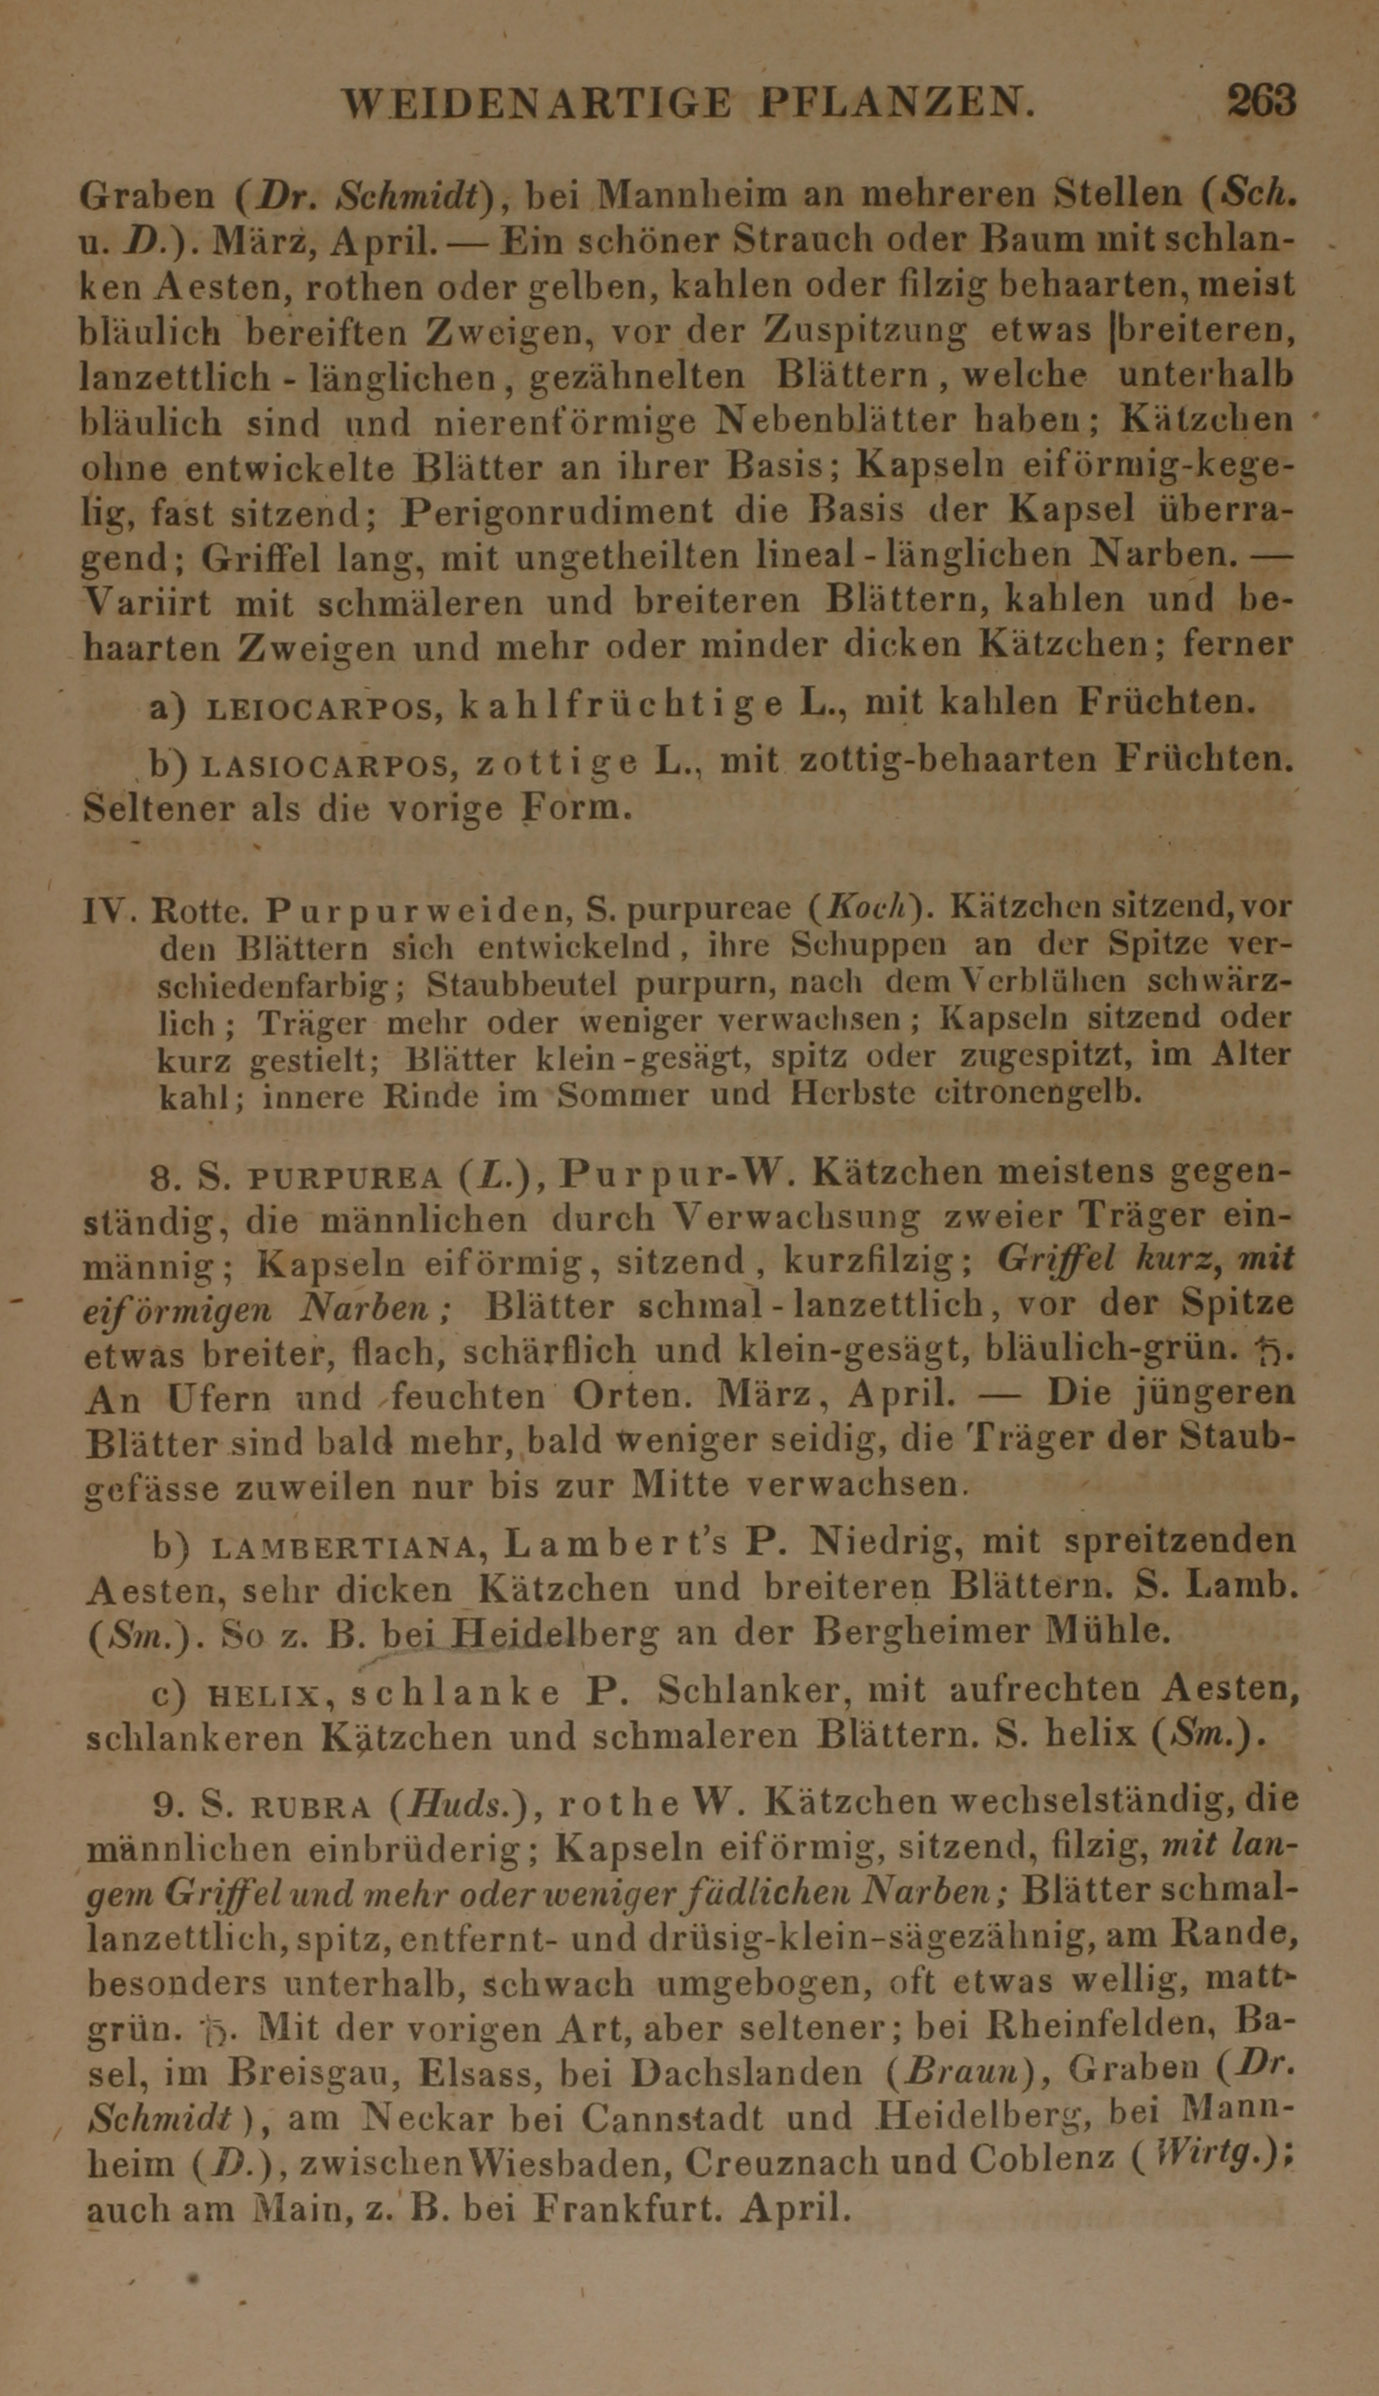 WEIDENARTIGE PFLANZEN. 263
Graben (Dr. Schmidt), bei Mannheim an mehreren Stellen (Sch.
u. D.). März, April. — Ein schöner Strauch oder Baum mit schlan-
ken Aesten, rothen oder gelben, kahlen oder filzig behaarten, meist
bläulich bereiften Zweigen, vor der Zuspitzung etwas |breiteren,
lanzettlich - länglichen, gezähnelten Blättern, welche unterhalb
bläulich sind und nierenförmige Nebenblätter haben; Kätzchen
ohne entwickelte Blätter an ihrer Basis; Kapseln eiförmig-kege-
lig, fast sitzend; Perigonrudiment die Basis der Kapsel überra-
gend; Griffel lang, mit ungetheilten lineal - länglichen Narben. —
Variirt mit schmäleren und breiteren Blättern, kahlen und be-
haarten Zweigen und mehr oder minder dicken Kätzchen; ferner
a) LEIOCARPOS, kahlfrüchtige L., mit kahlen Früchten.
b) LASIOCARPOS, zottige L., mit zottig-behaarten Früchten.
Seltener als die vorige Form.
IV. Rotte. Purpurweiden, S. purpureae (Koch). Kätzchen sitzend, vor
den Blättern sich entwickelnd, ihre Schuppen an der Spitze ver-
schiedenfarbig; Staubbeutel purpurn, nach dem Verblühen schwärz-
lich; Träger mehr oder weniger verwachsen; Kapseln sitzend oder
kurz gestielt; Blätter klein-gesägt, spitz oder zugespitzt, im Alter
kahl; innere Rinde im Sommer und Herbste citronengelb.
8. S. PURPUREA (L.), Purpur-W. Kätzchen meistens gegen-
ständig, die männlichen durch Verwachsung zweier Träger ein-
männig; Kapseln eiförmig, sitzend, kurzfilzig; Griffel kurz, mit
eiförmigen Narben; Blätter schmal - lanzettlich, vor der Spitze
etwas breiter, flach, schärflich und klein-gesägt, bläulich-grün. ♄.
An Ufern und feuchten Orten. März, April. — Die jüngeren
Blätter sind bald mehr, bald weniger seidig, die Träger der Staub-
gefässe zuweilen nur bis zur Mitte verwachsen.
b) LAMBERTIANA, Lambert's P. Niedrig, mit spreitzenden
Aesten, sehr dicken Kätzchen und breiteren Blättern. S. Lamb.
(Sm.). So z. B. bei Heidelberg an der Bergheimer Mühle.
c) HELIX, schlanke P. Schlanker, mit aufrechten Aesten,
schlankeren Kätzchen und schmaleren Blättern. S. helix (Sm.).
9. S. RUBRA (Huds.), rothe W. Kätzchen wechselständig, die
männlichen einbrüderig; Kapseln eiförmig, sitzend, filzig, mit lan-
gem Griffel und mehr oder weniger fädlichen Narben; Blätter schmal-
lanzettlich, spitz, entfernt- und drüsig-klein-sägezähnig, am Rande,
besonders unterhalb, schwach umgebogen, oft etwas wellig, matt-
grün. ♄. Mit der vorigen Art, aber seltener; bei Rheinfelden, Ba-
sel, im Breisgau, Elsass, bei Dachslanden (Braun), Graben (Dr.
Schmidt), am Neckar bei Cannstadt und Heidelberg, bei Mann-
heim (D.), zwischen Wiesbaden, Creuznach und Coblenz (Wirtg.);
auch am Main, z. B. bei Frankfurt. April.